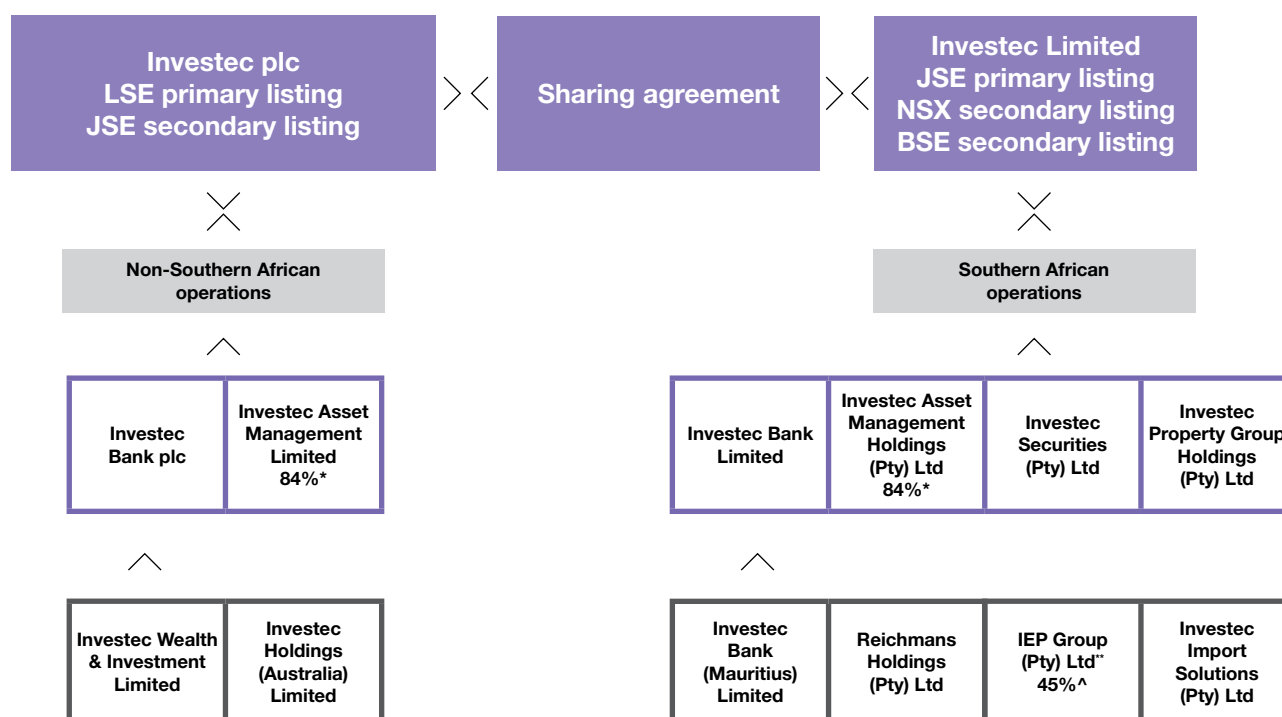 Investec plc
LSE primary listing
JSE secondary listing
Sharing agreement
Investec Limited
JSE primary listing
NSX secondary listing
BSE secondary listing
Non-Southern African
operations
Southern African
operations
Investec
Bank plc
Investec Asset
Management
Limited
84%*
Investec Bank
Limited
Investec Asset
Management
Holdings
(Pty) Ltd
84%*
Investec
Securities
(Pty) Ltd
Investec
Property Group
Holdings
(Pty) Ltd
Investec Wealth
& Investment
Limited
Investec
Holdings
(Australia)
Limited
Investec
Bank
(Mauritius)
Limited
Reichmans
Holdings
(Pty) Ltd
IEP Group
(Pty) Ltd**
45%^
Investec
Import
Solutions
(Pty) Ltd